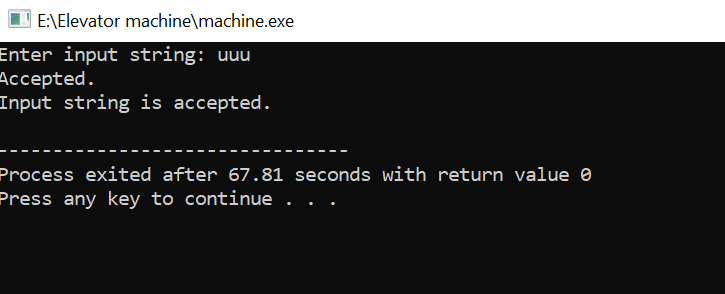 E:\Elevator machine\machine.exe
Enter input string: uuu
Accepted.
Input string is accepted.
--------------------------------
Process exited after 67.81 seconds with return value 0
Press any key to continue . . .